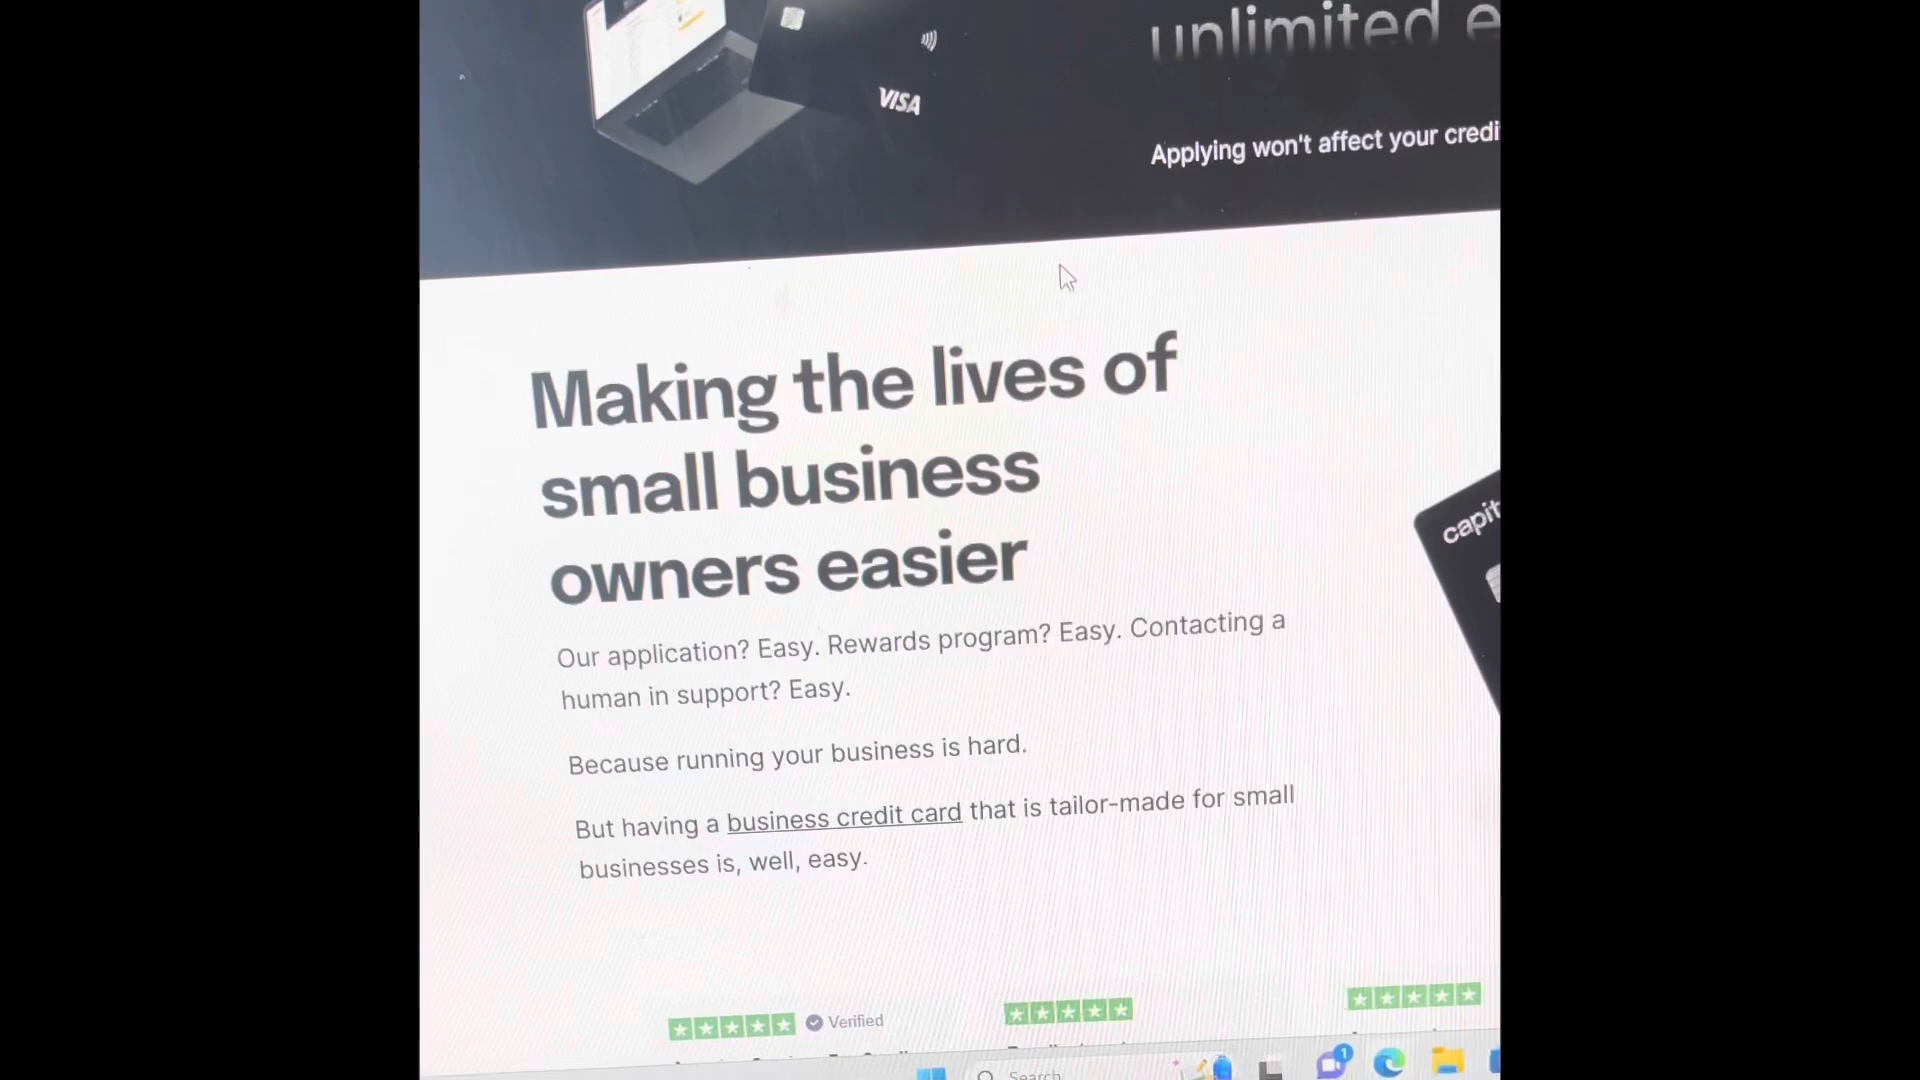 unlimited
VISA
Applying won't affect your
Making the lives of
small business
owners easier
Our application? Easy. Rewards program? Easy. Contacting a
human in support? Easy.
Because running your business is hard.
But having a business credit card that is tailor-made for small
businesses is, well, easy.
Verified
Search
1